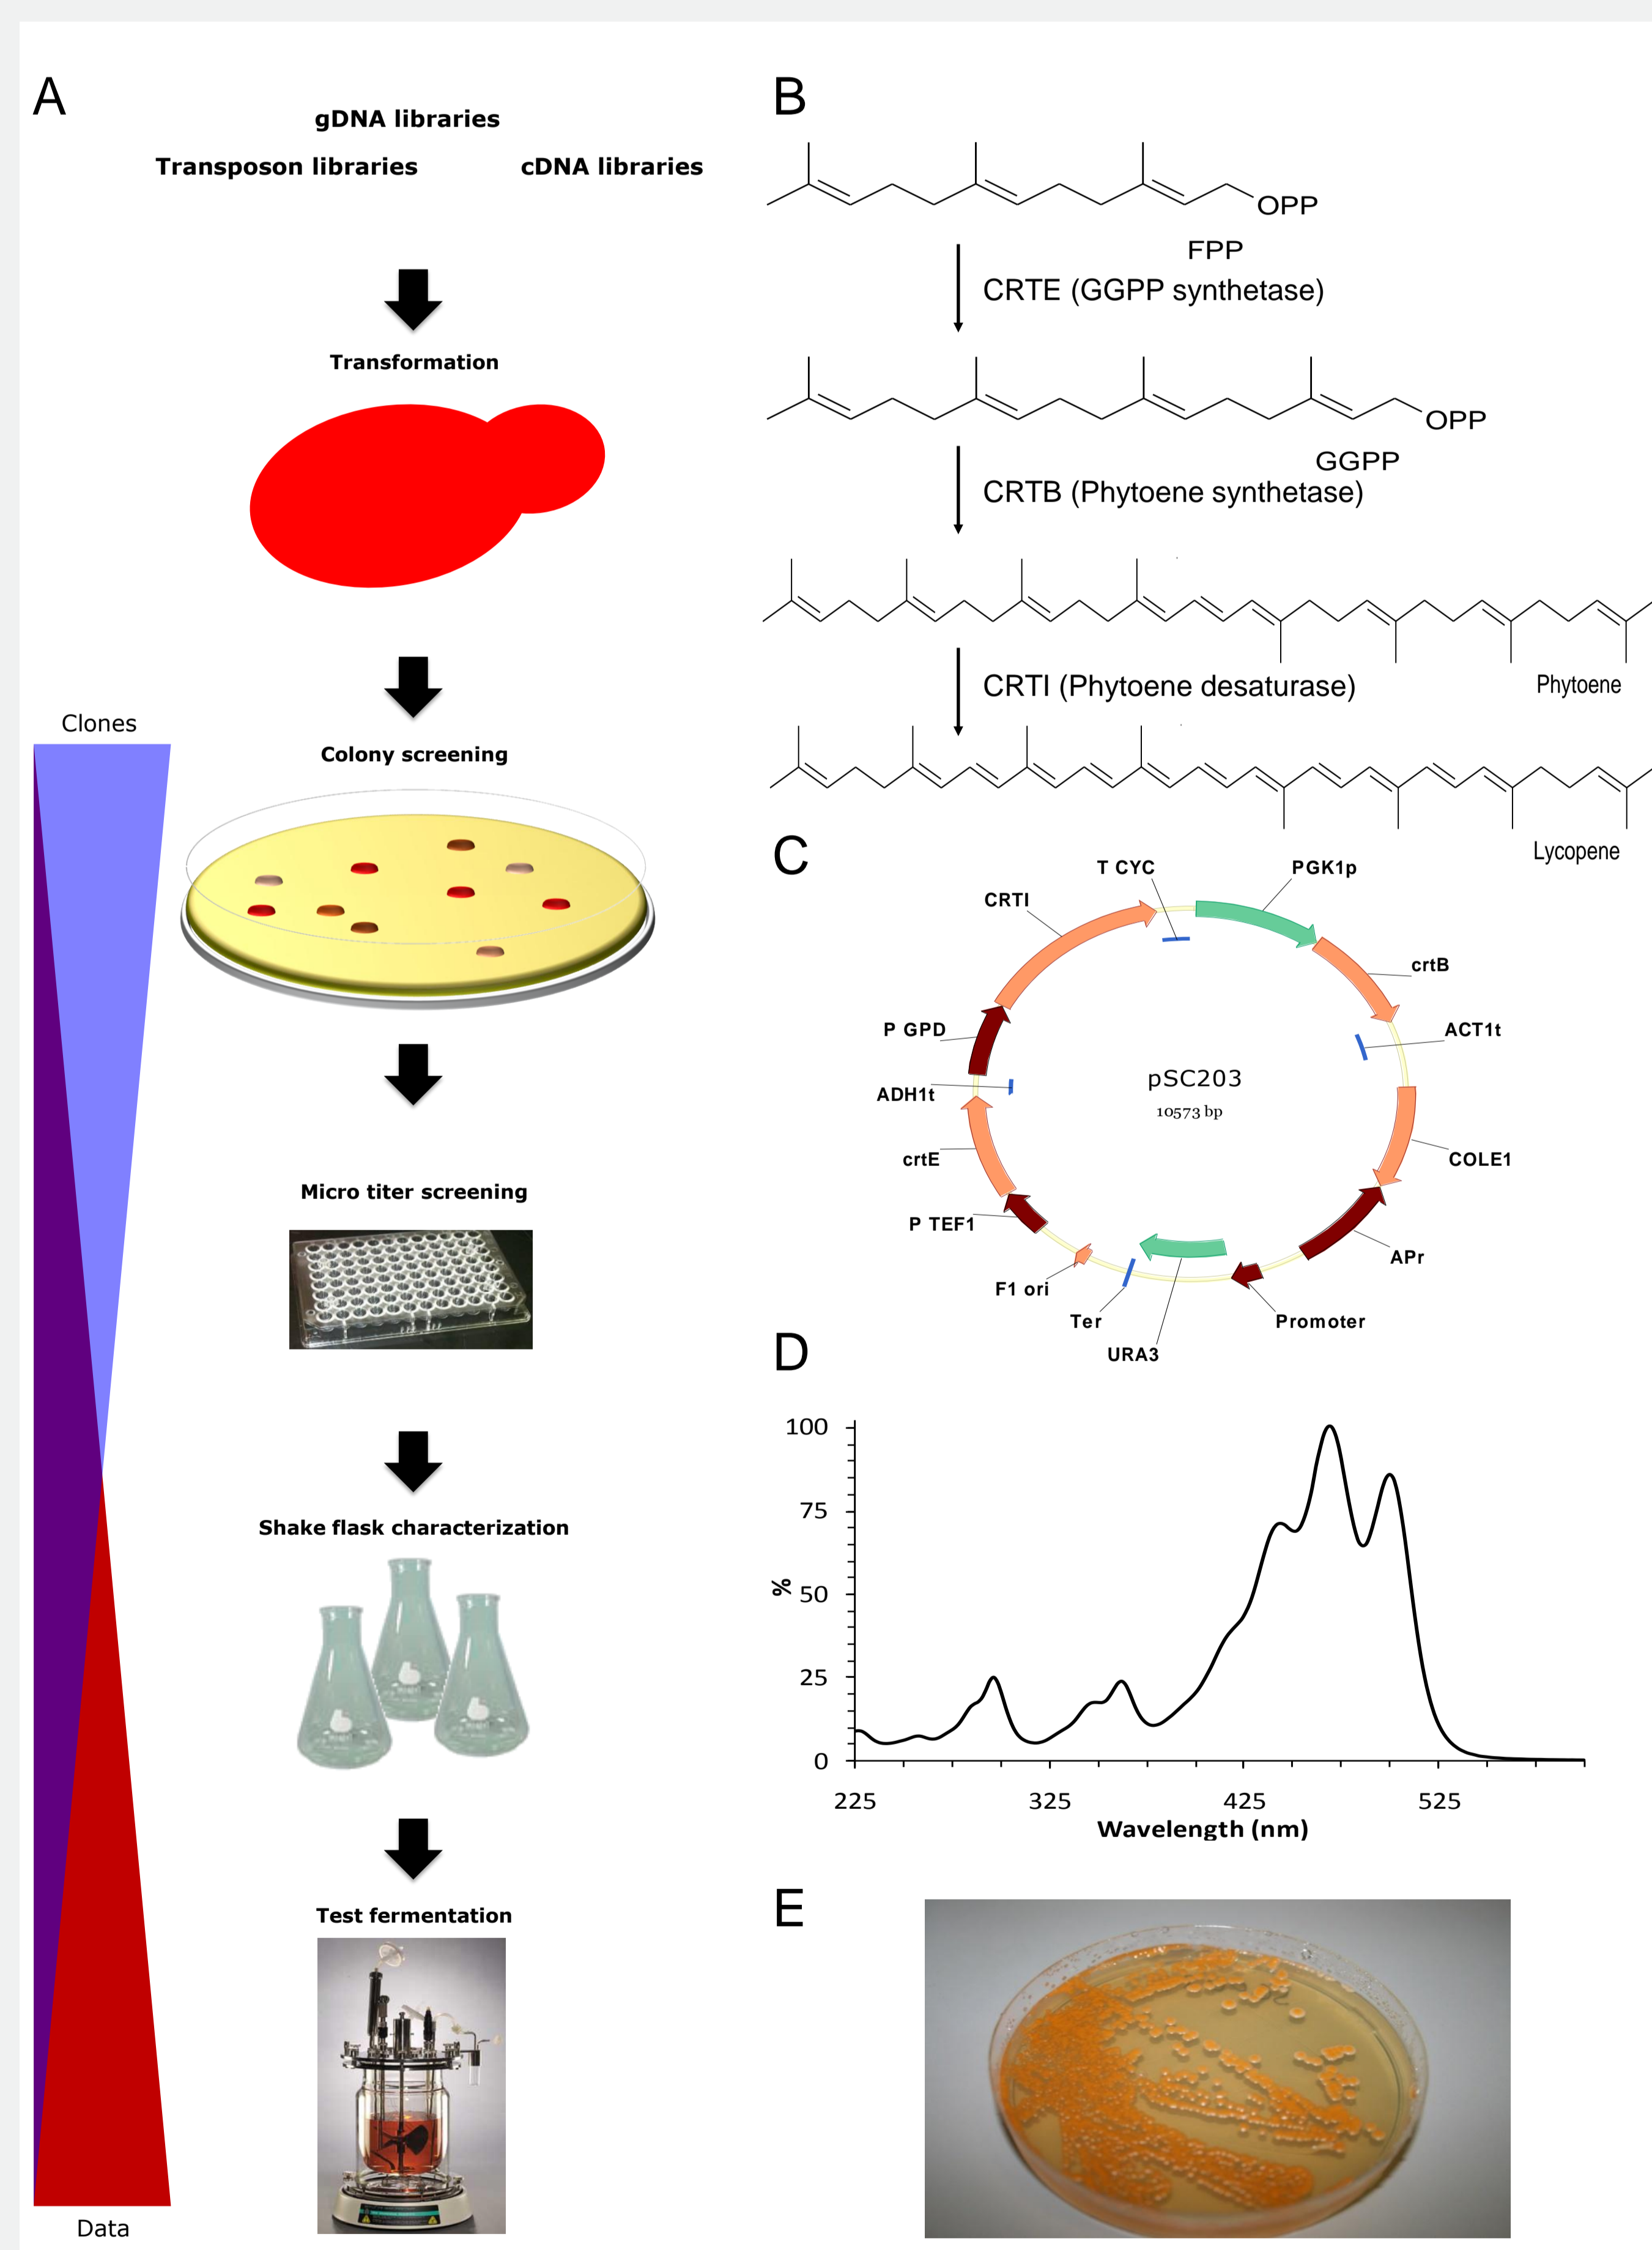 A
gDNA libraries
Transposon libraries
cDNA libraries
Transformation
Clones
Colony screening
Micro titer screening
Shake flask characterization
Test fermentation
Data
B
OPP
FPP
CRTE (GGPP synthetase)
OPP
GGPP
CRTB (Phytoene synthetase)
CRTI (Phytoene desaturase)
Phytoene
Lycopene
C
T CYC
PGK1p
CRTI
crtB
P GPD
ACT1t
pSC203
10573 bp
ADH1t
crtE
COLE1
P TEF1
APr
F1 ori
Ter
Promoter
URA3
D
100
75
50
25
0
%
225
325
425
525
Wavelength (nm)
E